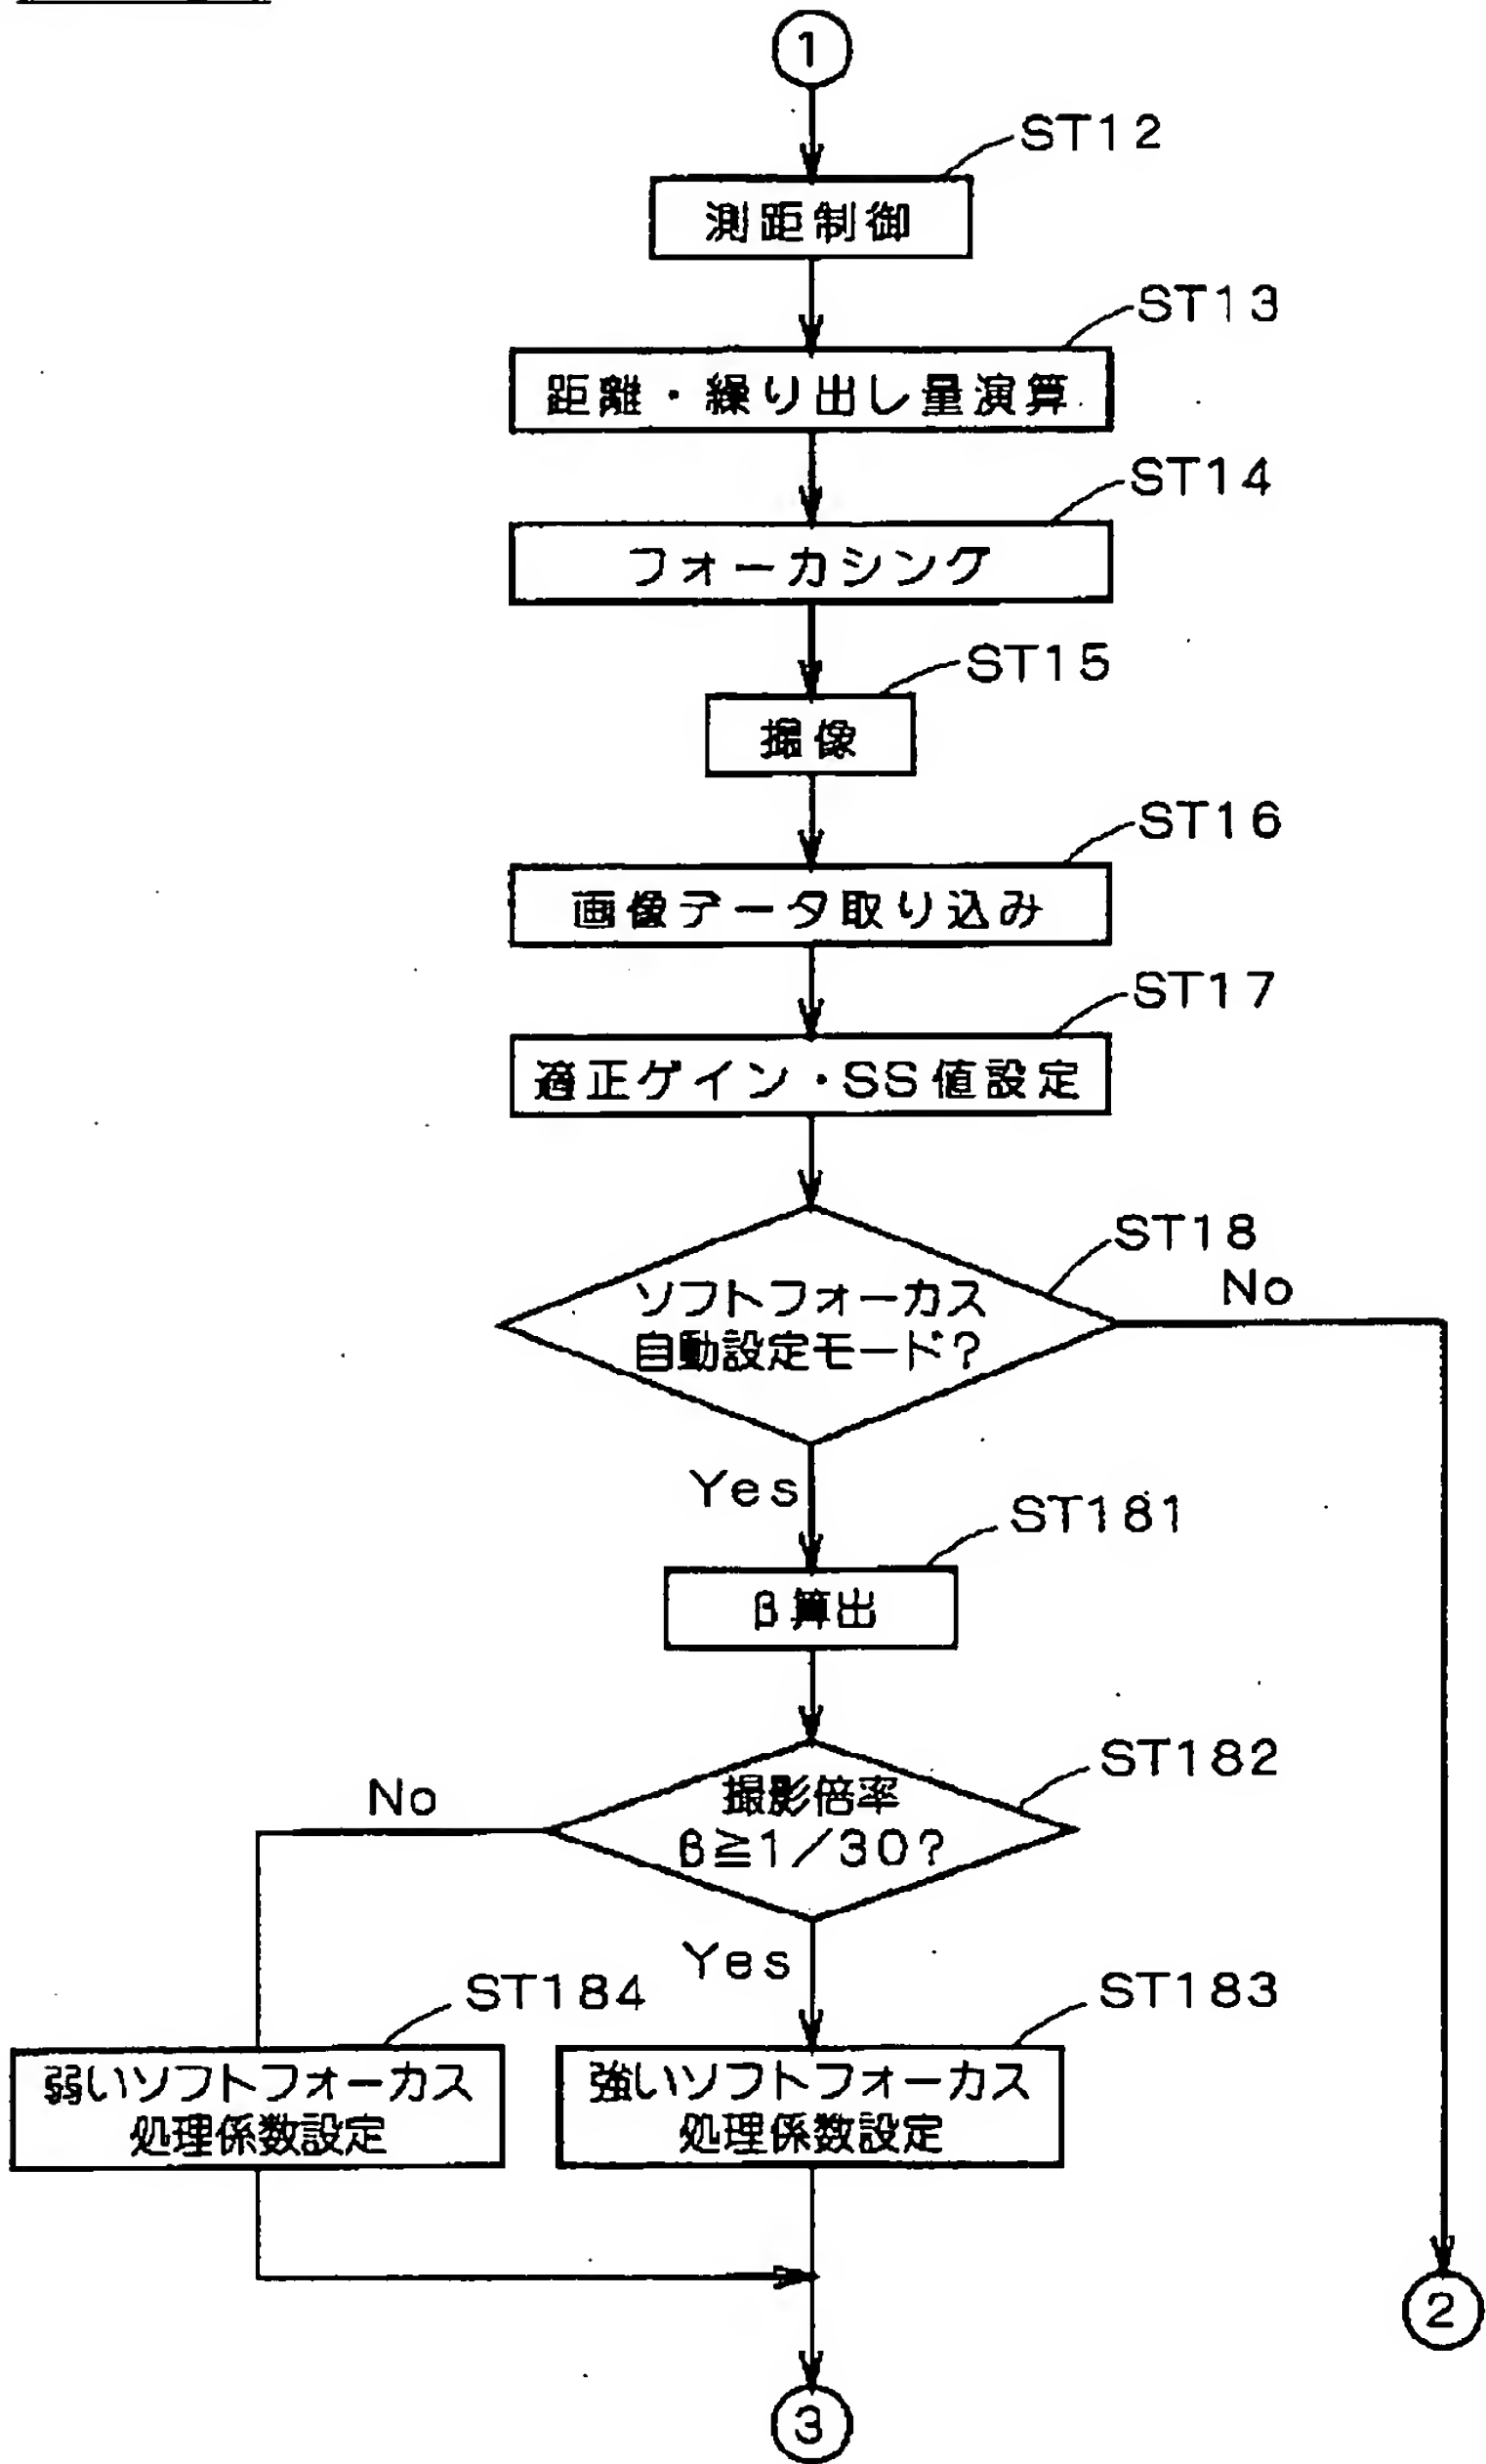 1
ST12
測距制御
ST13
距離・繰り出し量演算
ST14
フォーカシング
ST15
撮像
ST16
画像データ取り込み
ST17
適正ゲイン・SS値設定
ST18
ソフトフォーカス
自動設定モード?
No
Yes
ST181
β算出
ST182
撮影倍率
β≧1/30?
No
Yes
ST184
弱いソフトフォーカス
処理係数設定
ST183
強いソフトフォーカス
処理係数設定
2
3